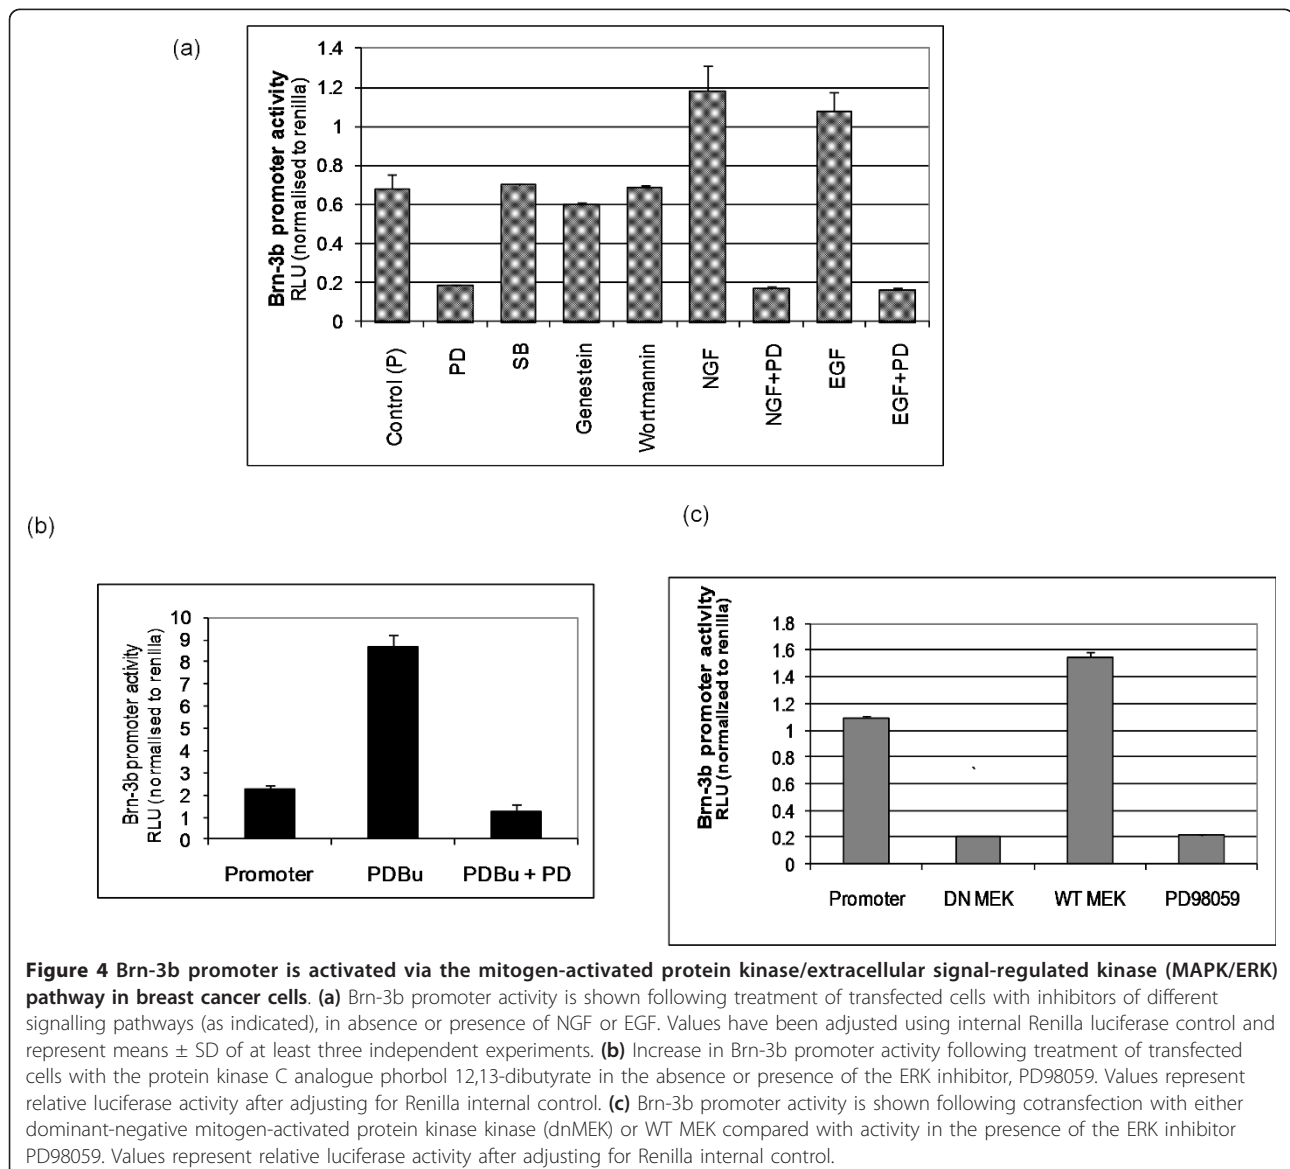 (a)
Brn-3b promoter activity
RLU (normalised to renilla)
1.4
1.2
1
0.8
0.6
0.4
0.2
0
Control (P)
PD
SB
Genestein
Wortmannin
NGF
NGF+PD
EGF
EGF+PD
(b)
Brn-3b promoter activity
RLU (normalised to renilla)
10
9
8
7
6
5
4
3
2
1
0
Promoter
PDBu
PDBu + PD
(c)
Brn-3b promoter activity
RLU (normalized to renilla)
1.8
1.6
1.4
1.2
1
0.8
0.6
0.4
0.2
0
Promoter
DN MEK
WT MEK
PD98059
Figure 4 Brn-3b promoter is activated via the mitogen-activated protein kinase/extracellular signal-regulated kinase (MAPK/ERK)
pathway in breast cancer cells. (a) Brn-3b promoter activity is shown following treatment of transfected cells with inhibitors of different
signalling pathways (as indicated), in absence or presence of NGF or EGF. Values have been adjusted using internal Renilla luciferase control and
represent means ± SD of at least three independent experiments. (b) Increase in Brn-3b promoter activity following treatment of transfected
cells with the protein kinase C analogue phorbol 12,13-dibutyrate in the absence or presence of the ERK inhibitor, PD98059. Values represent
relative luciferase activity after adjusting for Renilla internal control. (c) Brn-3b promoter activity is shown following cotransfection with either
dominant-negative mitogen-activated protein kinase kinase (dnMEK) or WT MEK compared with activity in the presence of the ERK inhibitor
PD98059. Values represent relative luciferase activity after adjusting for Renilla internal control.